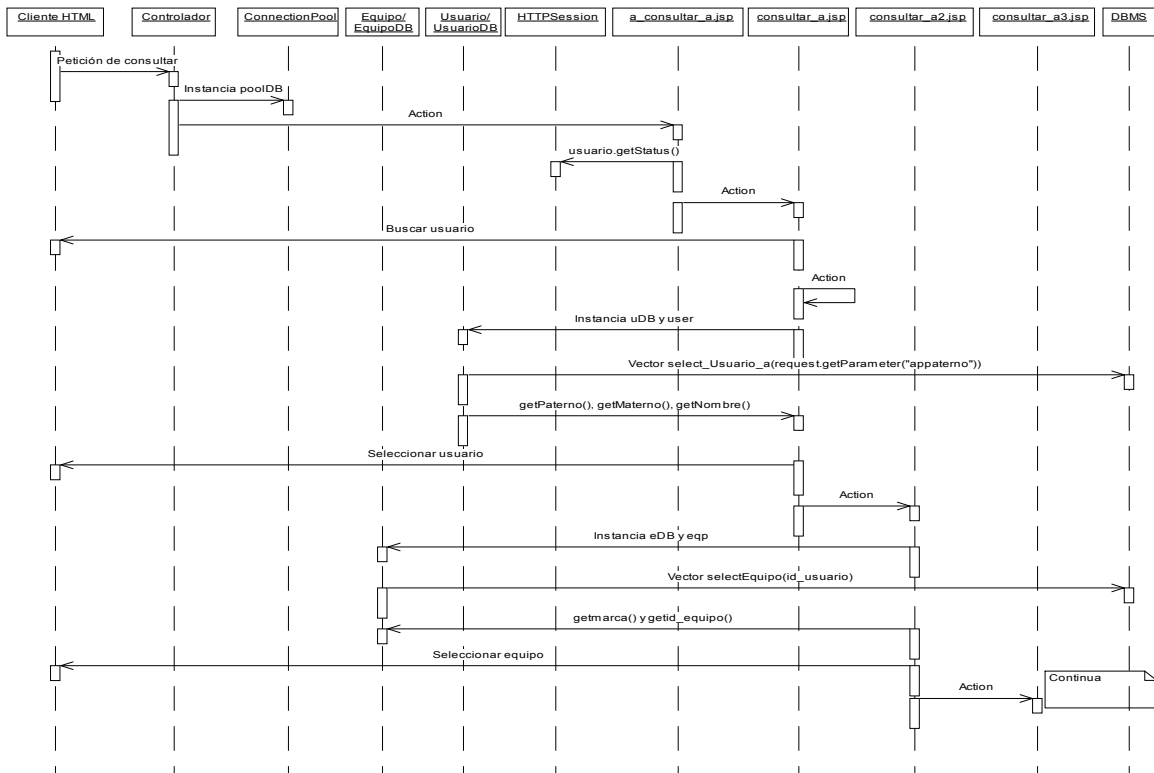 Cliente HTML
Controlador
ConnectionPool
Equipo/
EquipoDB
Usuario/
UsuarioDB
HTTPSession
a_consultar_a.jsp
consultar_a.jsp
consultar_a2.jsp
consultar_a3.jsp
DBMS
Petición de consultar
Instancia poolDB
Action
usuario.getStatus()
Action
Buscar usuario
Action
Instancia uDB y user
Vector select_Usuario_a(request.getParameter("appaterno"))
getPaterno(), getMaterno(), getNombre()
Seleccionar usuario
Action
Instancia eDB y eqp
Vector selectEquipo(id_usuario)
getmarca() y getid_equipo()
Seleccionar equipo
Action
Continua